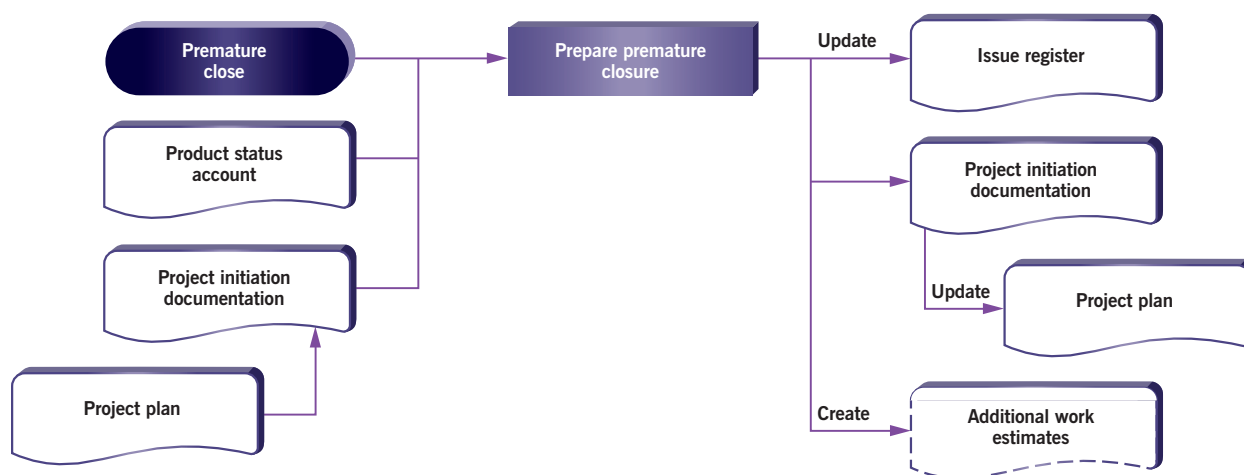 Premature
close
Prepare premature
closure
Update
Issue register
Product status
account
Project initiation
documentation
Project initiation
documentation
Update
Project plan
Project plan
Create
Additional work
estimates